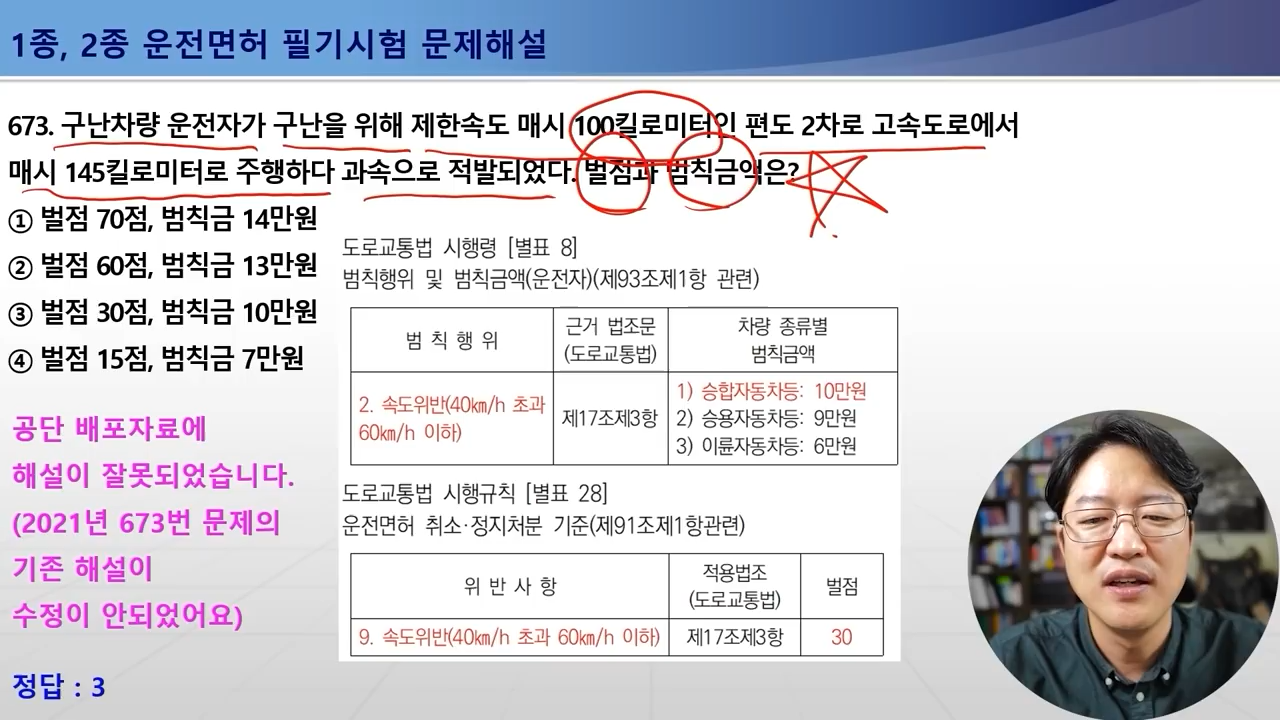 1종, 2종 운전면허 필기시험 문제해설
673. 구난차량 운전자가 구난을 위해 제한속도 매시 100킬로미터인 편도 2차로 고속도로에서
매시 145킬로미터로 주행하다 과속으로 적발되었다. 벌점과 범칙금액은?
① 벌점 70점, 범칙금 14만원
② 벌점 60점, 범칙금 13만원
③ 벌점 30점, 범칙금 10만원
④ 벌점 15점, 범칙금 7만원
도로교통법 시행령 [별표 8]
범칙행위 및 범칙금액(운전자)(제93조제1항 관련)
범 칙 행 위
근거 법조문
(도로교통법)
차량 종류별
범칙금액
2. 속도위반(40km/h 초과
60km/h 이하)
제17조제3항
1) 승합자동차등: 10만원
2) 승용자동차등: 9만원
3) 이륜자동차등: 6만원
도로교통법 시행규칙 [별표 28]
운전면허 취소·정지처분 기준(제91조제1항관련)
위 반 사 항
적용법조
(도로교통법)
벌점
9. 속도위반(40km/h 초과 60km/h 이하)
제17조제3항
30
공단 배포자료에
해설이 잘못되었습니다.
(2021년 673번 문제의
기존 해설이
수정이 안되었어요)
정답 : 3